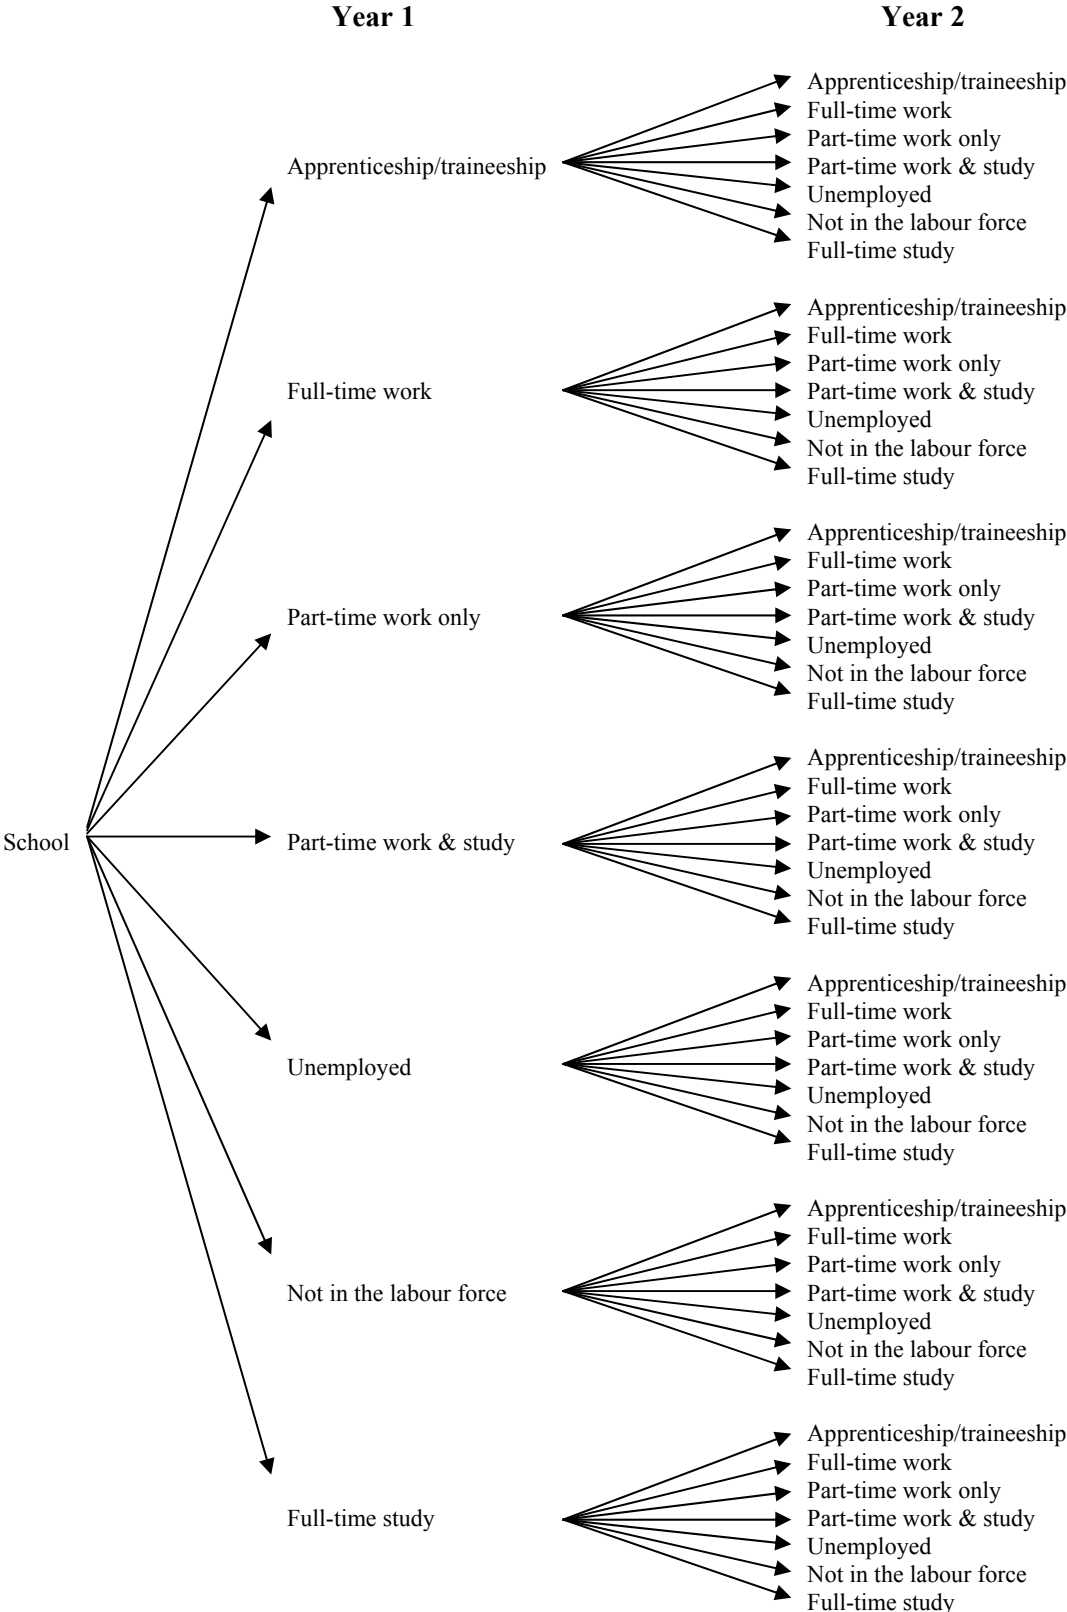 Year 1
Year 2
Apprenticeship/traineeship
Full-time work
Part-time work only
Apprenticeship/traineeship
Part-time work & study
Unemployed
Not in the labour force
Full-time study
Apprenticeship/traineeship
Full-time work
Part-time work only
Full-time work
Part-time work & study
Unemployed
Not in the labour force
Full-time study
Apprenticeship/traineeship
Full-time work
Part-time work only
Part-time work only
Part-time work & study
Unemployed
Not in the labour force
Full-time study
Apprenticeship/traineeship
Full-time work
Part-time work only
School
Part-time work & study
Part-time work & study
Unemployed
Not in the labour force
Full-time study
Apprenticeship/traineeship
Full-time work
Part-time work only
Unemployed
Part-time work & study
Unemployed
Not in the labour force
Full-time study
Apprenticeship/traineeship
Full-time work
Part-time work only
Not in the labour force
Part-time work & study
Unemployed
Not in the labour force
Full-time study
Apprenticeship/traineeship
Full-time work
Part-time work only
Full-time study
Part-time work & study
Unemployed
Not in the labour force
Full-time study